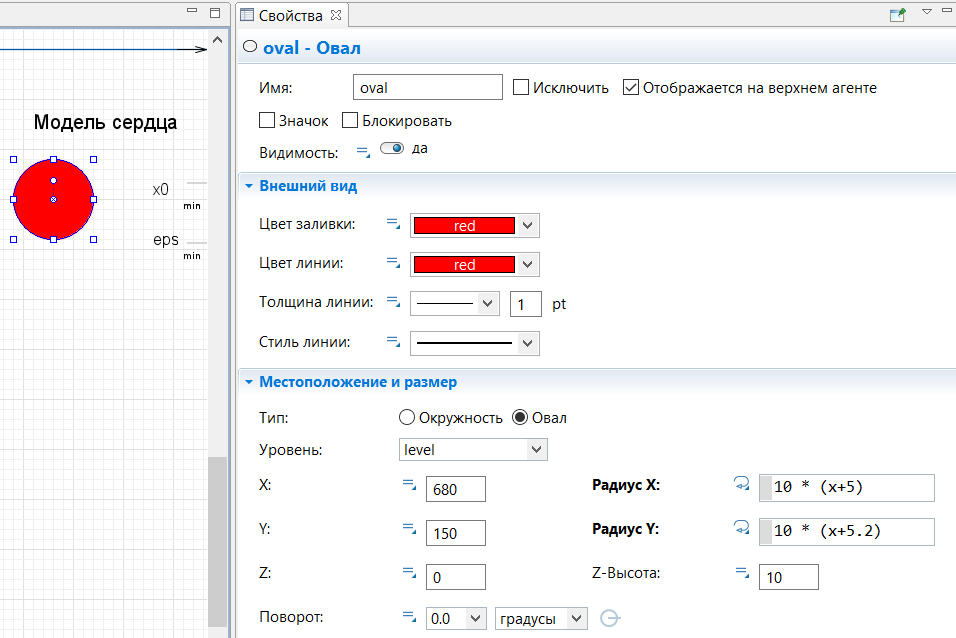 Свойства
oval - Овал
Имя: oval Исключить Отображается на верхнем агенте
Значок Блокировать
Видимость: да
Модель сердца
x0
min
eps
min
Внешний вид
Цвет заливки: red
Цвет линии: red
Толщина линии: 1 pt
Стиль линии:
Местоположение и размер
Тип: Окружность Овал
Уровень: level
X: 680 Радиус X: 10 * (x+5)
Y: 150 Радиус Y: 10 * (x+5.2)
Z: 0 Z-Высота: 10
Поворот: 0.0 градусы